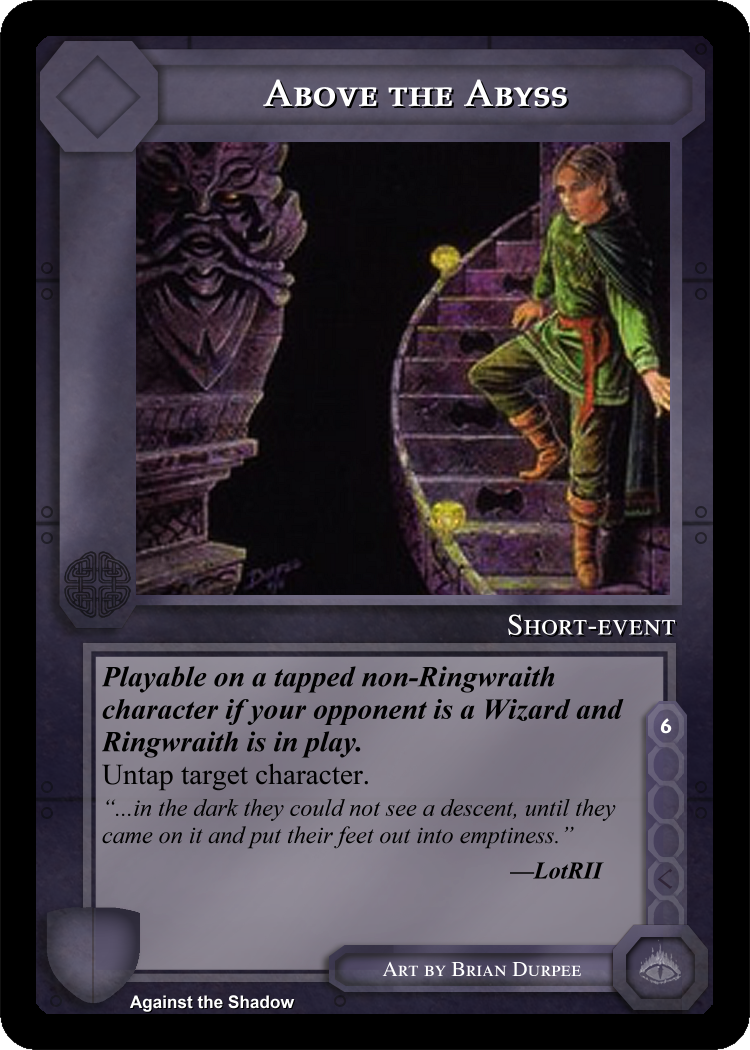 Above the Abyss
Durpee
Short-event
Playable on a tapped non-Ringwraith
character if your opponent is a Wizard and
Ringwraith is in play.
6
Untap target character.
“...in the dark they could not see a descent, until they
came on it and put their feet out into emptiness.”
—LotRII
Art by Brian Durpee
Against the Shadow